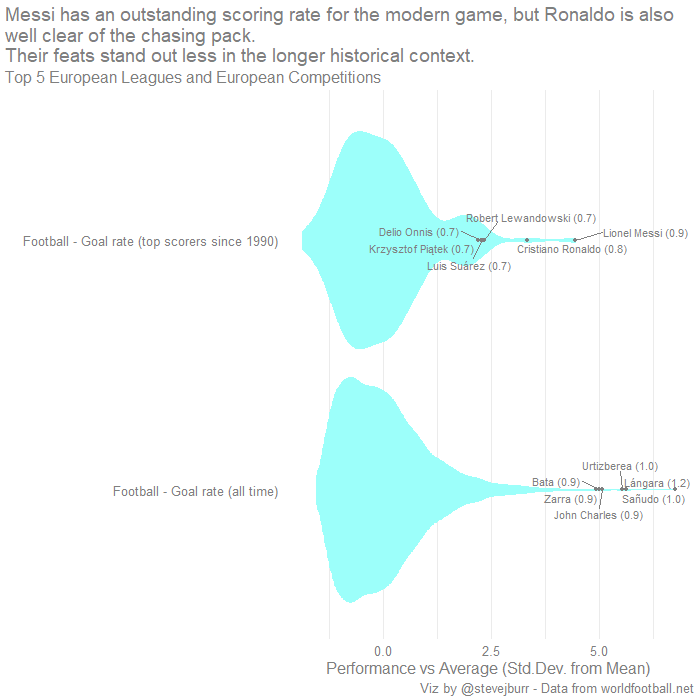 Messi has an outstanding scoring rate for the modern game, but Ronaldo is also
well clear of the chasing pack.
Their feats stand out less in the longer historical context.
Top 5 European Leagues and European Competitions
Robert Lewandowski (0.7)
Delio Onnis (0.7)
Lionel Messi (0.9)
Football - Goal rate (top scorers since 1990)
Krzysztof Piątek (0.7)
Cristiano Ronaldo (0.8)
Luis Suárez (0.7)
Urtizberea (1.0)
Bata (0.9)
Lángara (1.2)
Football - Goal rate (all time)
Zarra (0.9)
Sañudo (1.0)
John Charles (0.9)
0.0 2.5 5.0
Performance vs Average (Std.Dev. from Mean)
Viz by @stevejburr - Data from worldfootball.net